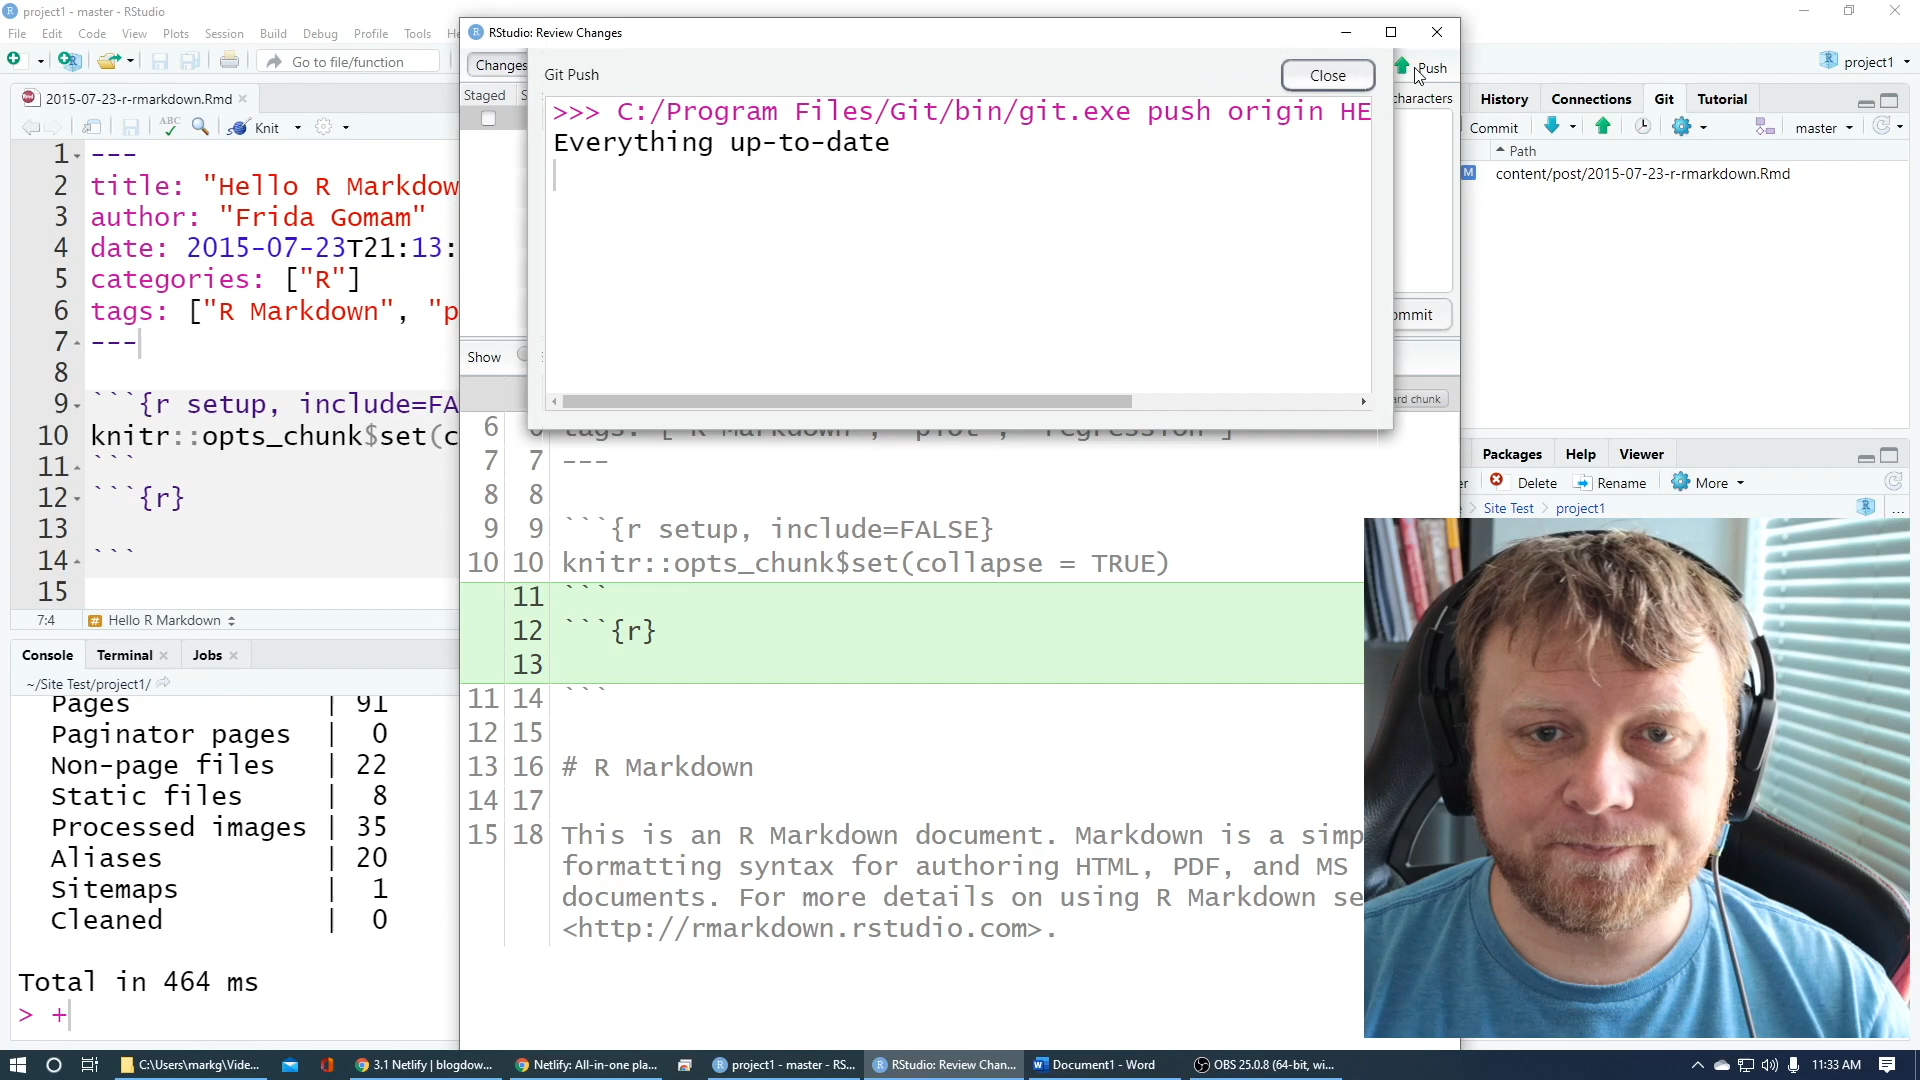 project1 - master - RStudio
File Edit Code View Plots Session Build Debug Profile Tools
Go to file/function
project1
2015-07-23-r-rmarkdown.Rmd
ABC
Knit
1 ---
2 title: "Hello R Markdow
3 author: "Frida Gomam"
4 date: 2015-07-23T21:13:
5 categories: ["R"]
6 tags: ["R Markdown", "p
7 ---
8
9 ```{r setup, include=FA
10 knitr::opts_chunk$set(c
11 ```
12 ```{r}
13
14 ```
15
7:4 # Hello R Markdown
Console Terminal Jobs
~/Site Test/project1/
Pages | 91
Paginator pages | 0
Non-page files | 22
Static files | 8
Processed images | 35
Aliases | 20
Sitemaps | 1
Cleaned | 0
Total in 464 ms
> +
RStudio: Review Changes
Changes
Push
Staged S
characters
Git Push
Close
>>> C:/Program Files/Git/bin/git.exe push origin HE
Everything up-to-date
ommit
Show
ard chunk
6 6 tags: ["R Markdown", "plot", "regression"]
7 7 ---
8 8
9 9 ```{r setup, include=FALSE}
10 10 knitr::opts_chunk$set(collapse = TRUE)
11 ```
12 ```{r}
13
11 14 ```
12 15
13 16 # R Markdown
14 17
15 18 This is an R Markdown document. Markdown is a simp
formatting syntax for authoring HTML, PDF, and MS
documents. For more details on using R Markdown se
<http://rmarkdown.rstudio.com>.
History Connections Git Tutorial
Commit master
Path
M content/post/2015-07-23-r-rmarkdown.Rmd
Packages Help Viewer
er Delete Rename More
Site Test > project1 ...
C:\Users\markg\Vide...
3.1 Netlify | blogdow...
Netlify: All-in-one pla...
project1 - master - RS...
RStudio: Review Chan...
Document1 - Word
OBS 25.0.8 (64-bit, wi...
11:33 AM